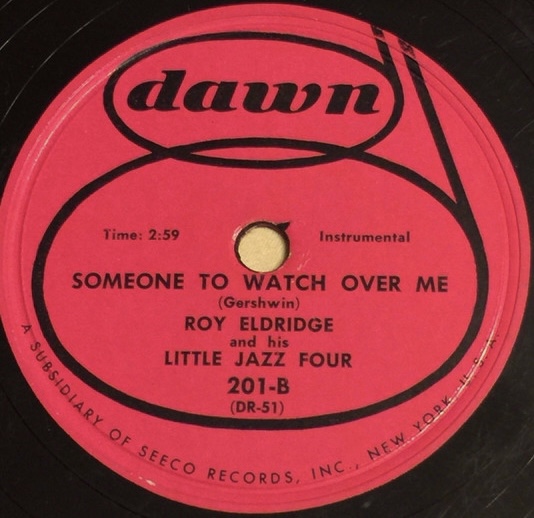 dawn
Time: 2:59
Instrumental
SOMEONE TO WATCH OVER ME
(Gershwin)
ROY ELDRIDGE
and his
LITTLE JAZZ FOUR
201-B
(DR-51)
A SUBSIDIARY OF SEECO RECORDS, INC., NEW YORK U.S.A.